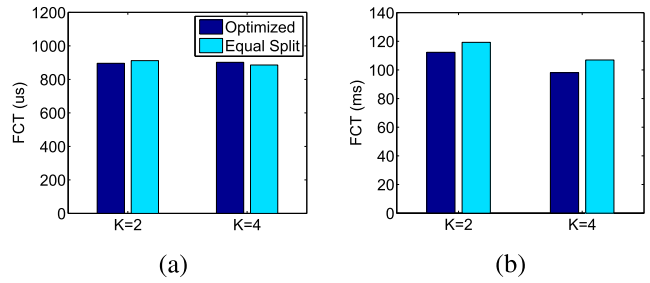 1200
1000
800
600
400
200
0
FCT (us)
Optimized
Equal Split
K=2
K=4
(a)
140
120
100
80
60
40
20
0
FCT (ms)
K=2
K=4
(b)